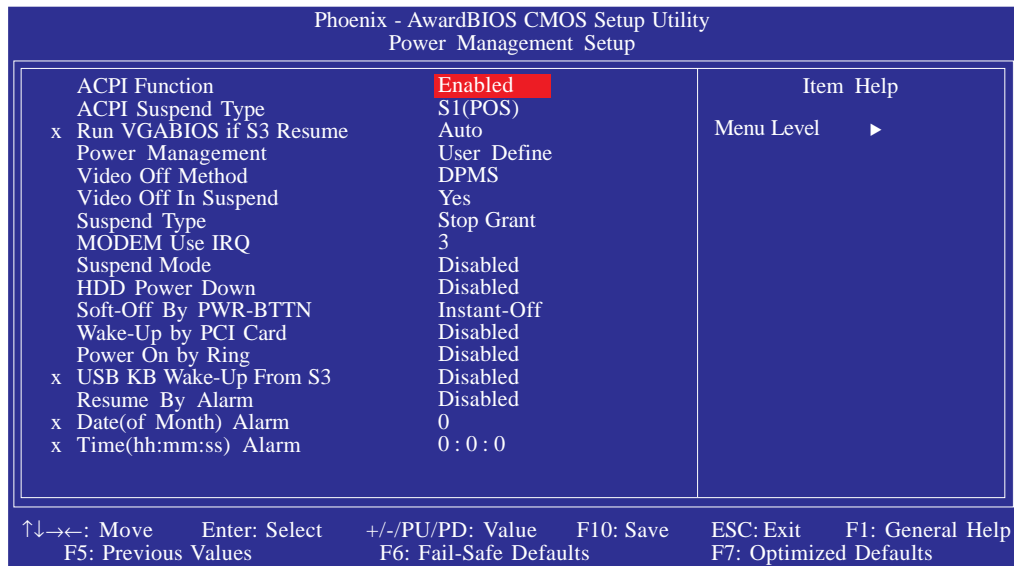 Phoenix - AwardBIOS CMOS Setup Utility
Power Management Setup
ACPI Function Enabled
ACPI Suspend Type S1(POS)
x Run VGABIOS if S3 Resume Auto
Power Management User Define
Video Off Method DPMS
Video Off In Suspend Yes
Suspend Type Stop Grant
MODEM Use IRQ 3
Suspend Mode Disabled
HDD Power Down Disabled
Soft-Off By PWR-BTTN Instant-Off
Wake-Up by PCI Card Disabled
Power On by Ring Disabled
x USB KB Wake-Up From S3 Disabled
Resume By Alarm Disabled
x Date(of Month) Alarm 0
x Time(hh:mm:ss) Alarm 0 : 0 : 0
Item Help
Menu Level ►
↑↓→←: Move Enter: Select +/-/PU/PD: Value F10: Save ESC: Exit F1: General Help
F5: Previous Values F6: Fail-Safe Defaults F7: Optimized Defaults